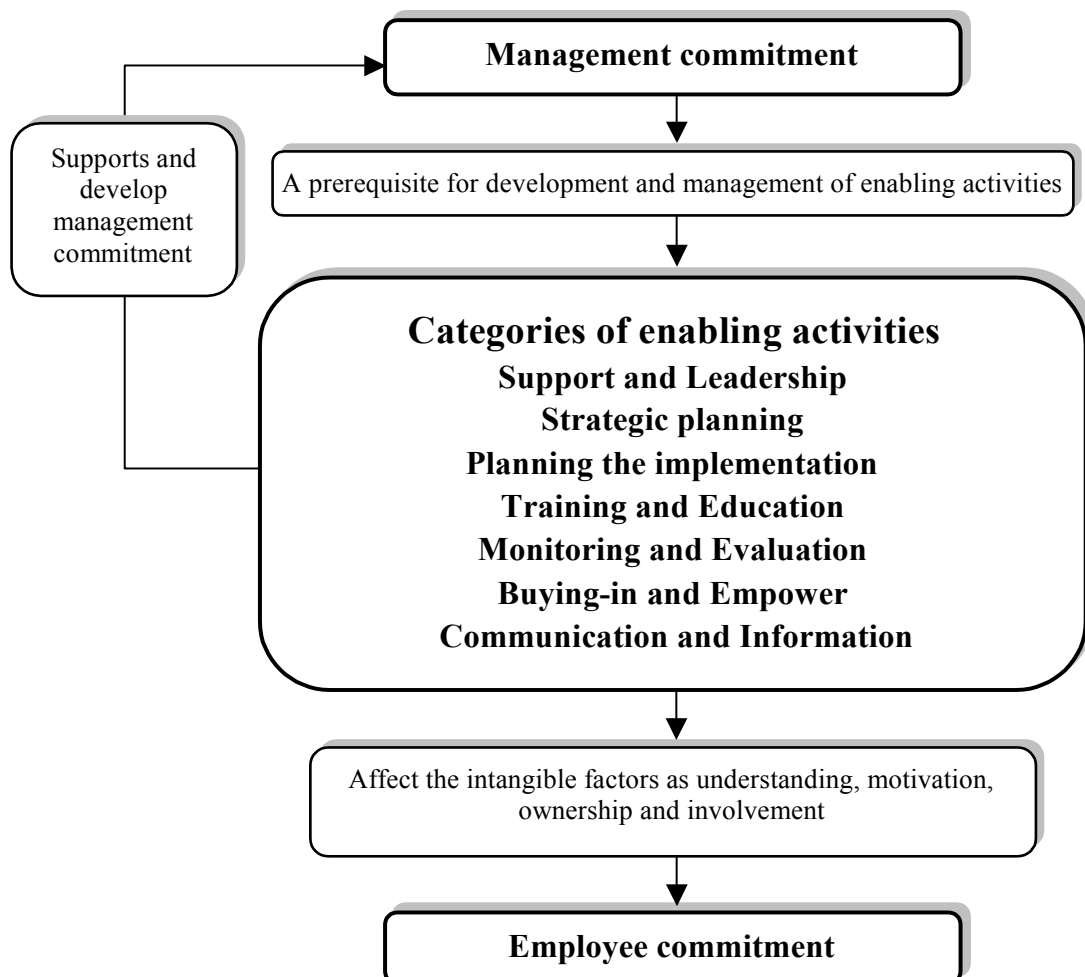 Management commitment
Supports and
develop
management
commitment
A prerequisite for development and management of enabling activities
Categories of enabling activities
Support and Leadership
Strategic planning
Planning the implementation
Training and Education
Monitoring and Evaluation
Buying-in and Empower
Communication and Information
Affect the intangible factors as understanding, motivation,
ownership and involvement
Employee commitment